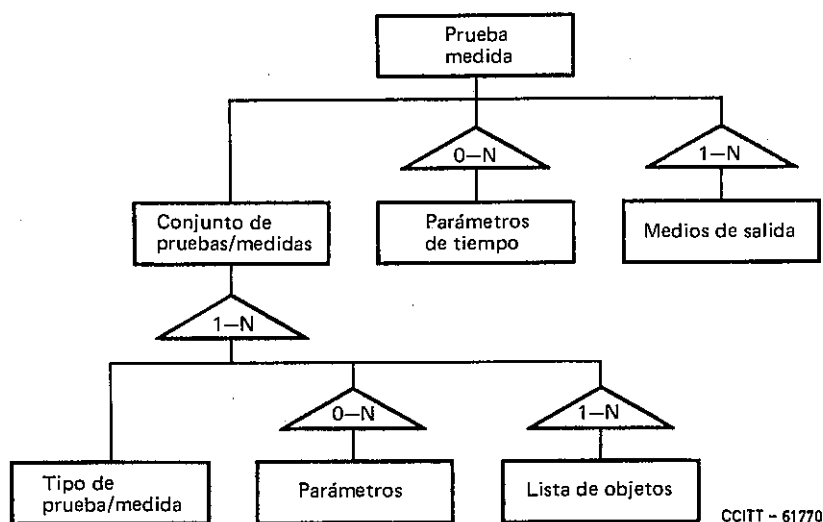 Prueba
medida
0–N
1–N
Conjunto de
pruebas/medidas
Parámetros
de tiempo
Medios de salida
1–N
0–N
1–N
Tipo de
prueba/medida
Parámetros
Lista de objetos
CCITT – 61770